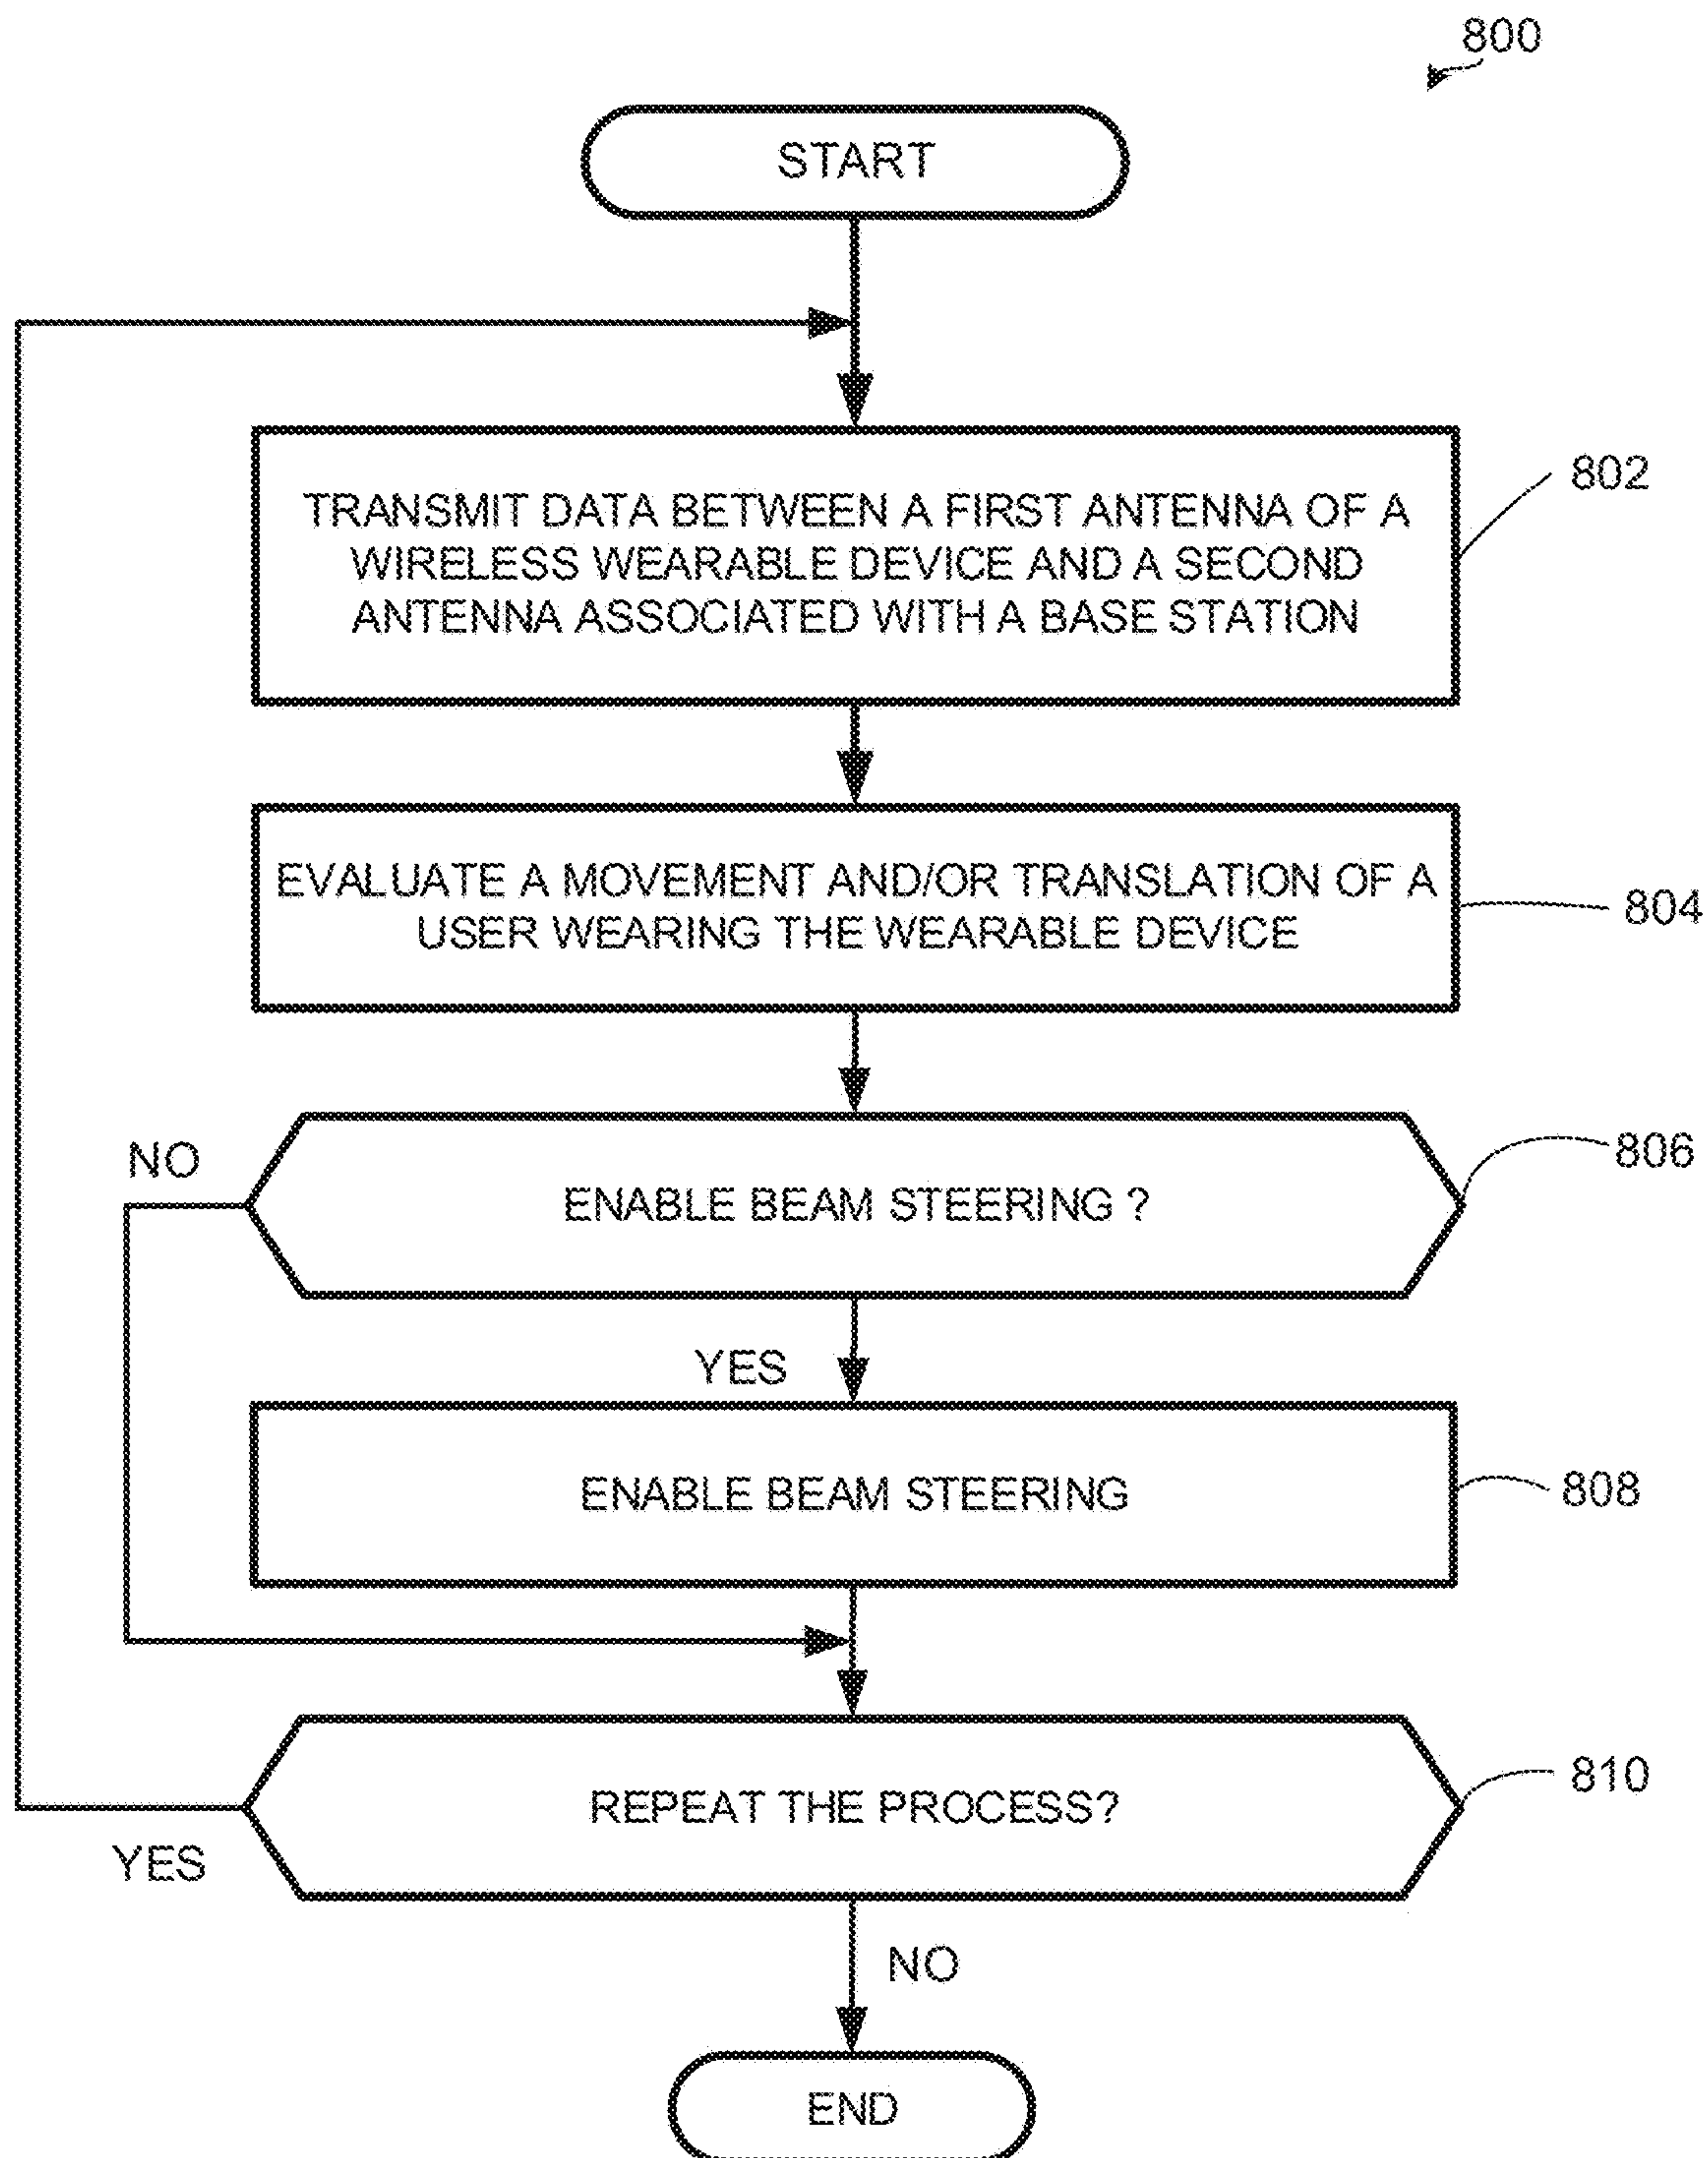 800
START
TRANSMIT DATA BETWEEN A FIRST ANTENNA OF A
WIRELESS WEARABLE DEVICE AND A SECOND
ANTENNA ASSOCIATED WITH A BASE STATION
802
EVALUATE A MOVEMENT AND/OR TRANSLATION OF A
USER WEARING THE WEARABLE DEVICE
804
NO
ENABLE BEAM STEERING ?
806
YES
ENABLE BEAM STEERING
808
REPEAT THE PROCESS?
810
YES
NO
END